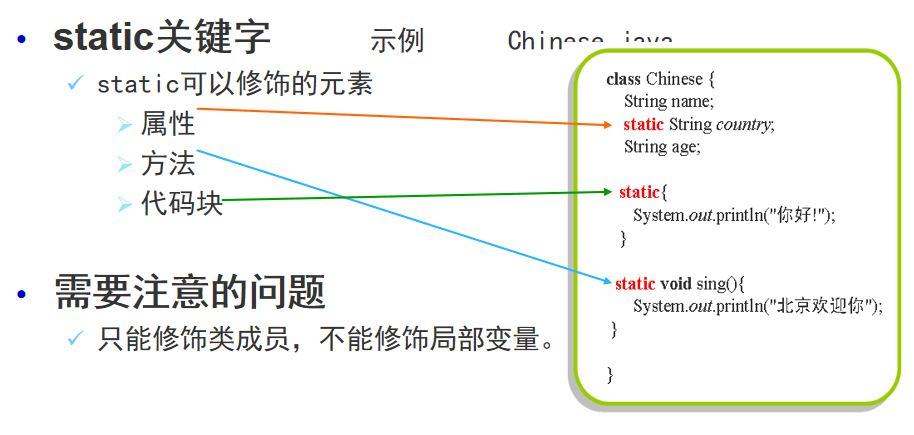 static关键字 示例 Chinese.java
static可以修饰的元素
属性
方法
代码块
需要注意的问题
只能修饰类成员，不能修饰局部变量。
class Chinese {
String name;
static String country;
String age;
static{
System.out.println("你好!");
}
static void sing(){
System.out.println("北京欢迎你");
}
}